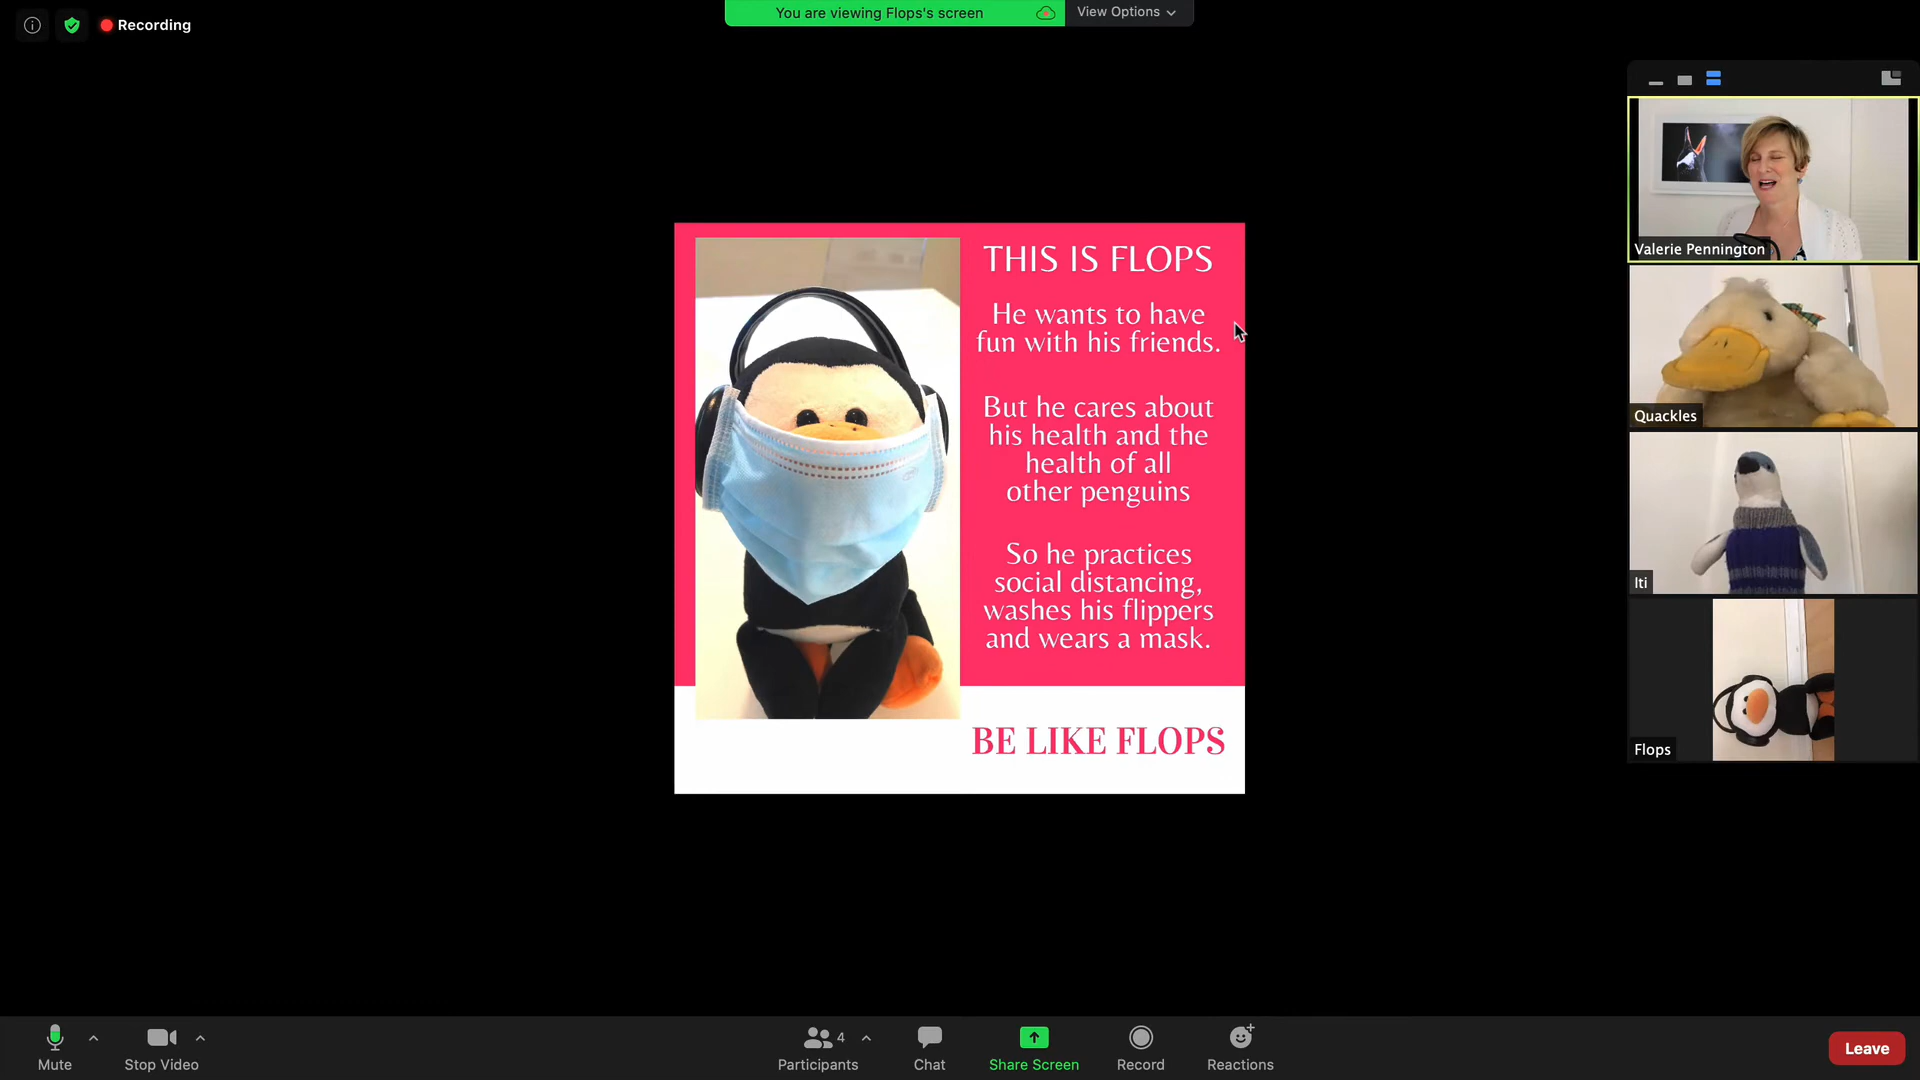 Recording
You are viewing Flops's screen
View Options
THIS IS FLOPS
He wants to have
fun with his friends.
But he cares about
his health and the
health of all
other penguins
So he practices
social distancing,
washes his flippers
and wears a mask.
BE LIKE FLOPS
Valerie Pennington
Quackles
Iti
Flops
Mute
Stop Video
4
Participants
Chat
Share Screen
Record
Reactions
Leave